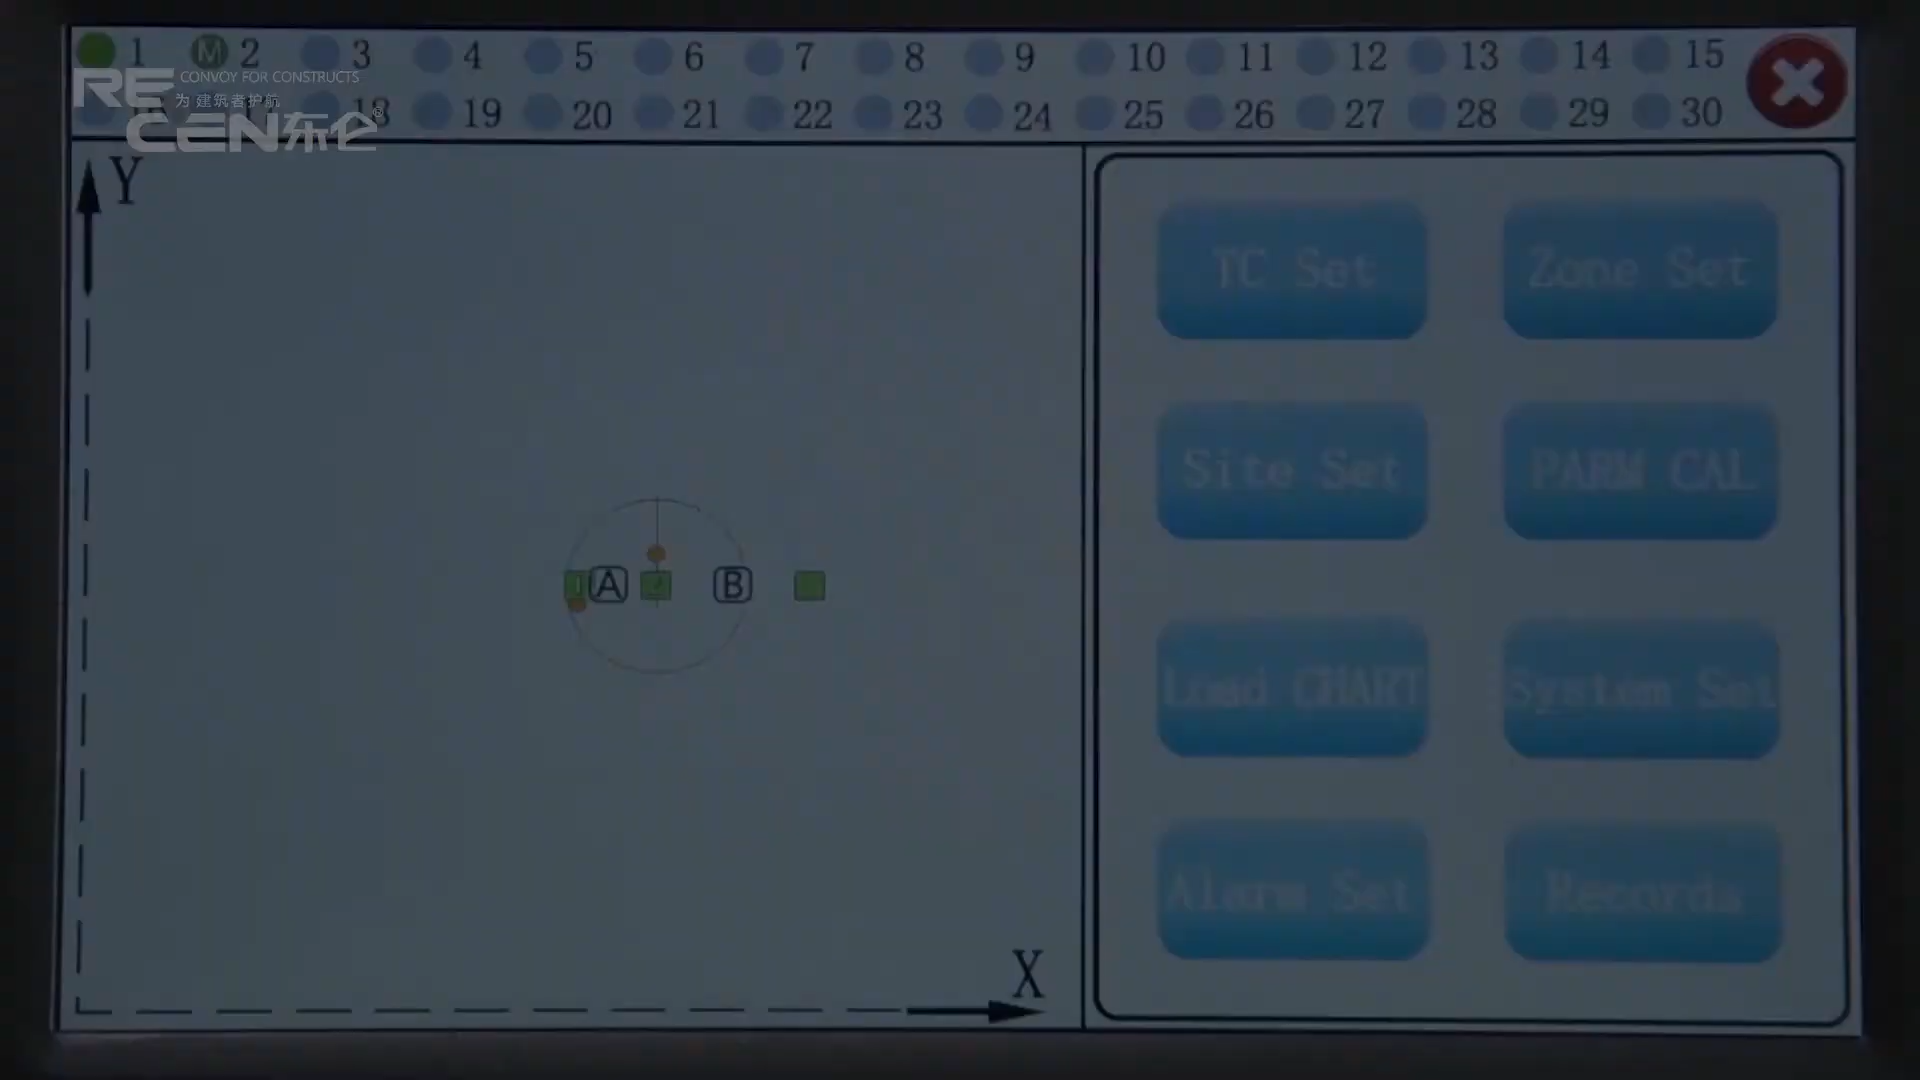 1 M 2 3 4 5 6 7 8 9 10 11 12 13 14 15
RE CONVOY FOR CONSTRUCTS
为 建筑者护航
CEN东仑®
18 19 20 21 22 23 24 25 26 27 28 29 30
Y
TC Set Zone Set
Site Set PARM CAL
1 A 2 B
Load CHART System Set
Alarm Set Records
X